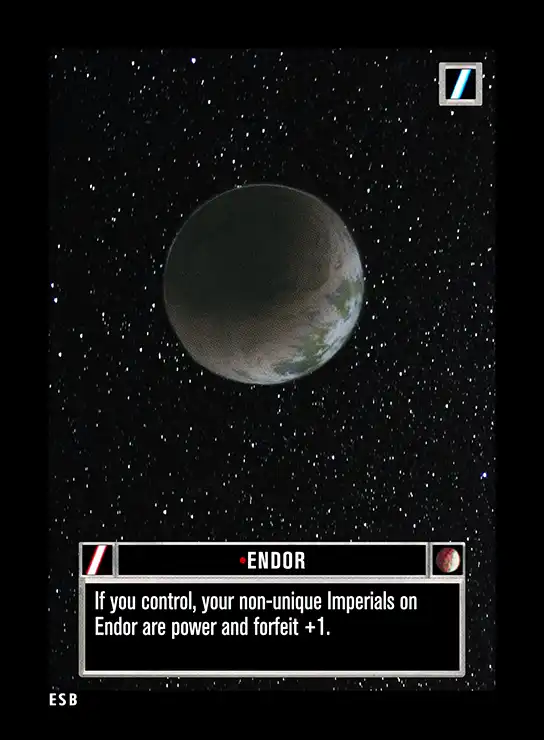 •ENDOR
If you control, your non-unique Imperials on
Endor are power and forfeit +1.
ESB